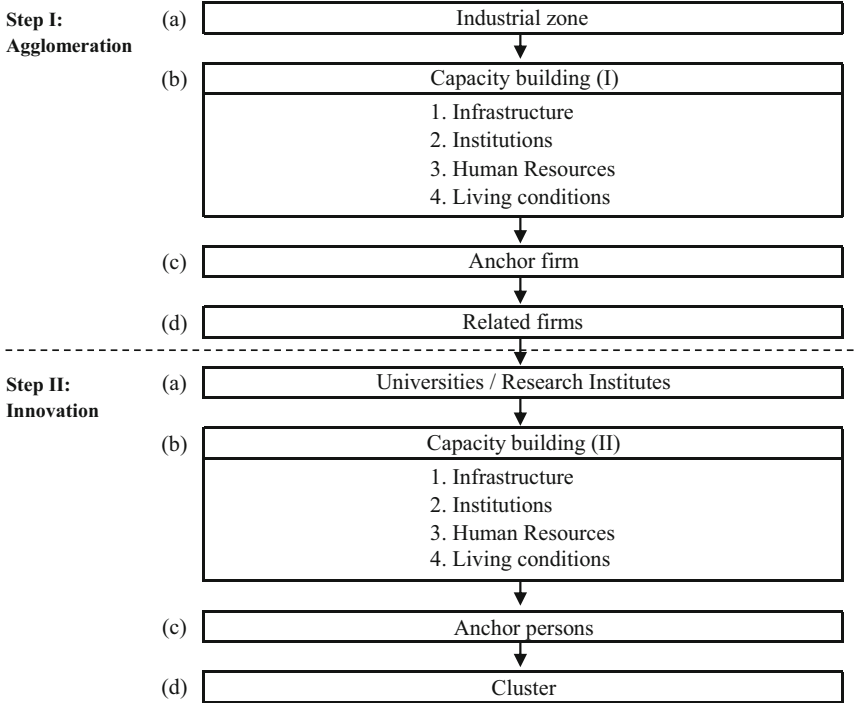 Step I:
Agglomeration
(a)
Industrial zone
(b)
Capacity building (I)
1. Infrastructure
2. Institutions
3. Human Resources
4. Living conditions
(c)
Anchor firm
(d)
Related firms
Step II:
Innovation
(a)
Universities / Research Institutes
(b)
Capacity building (II)
1. Infrastructure
2. Institutions
3. Human Resources
4. Living conditions
(c)
Anchor persons
(d)
Cluster